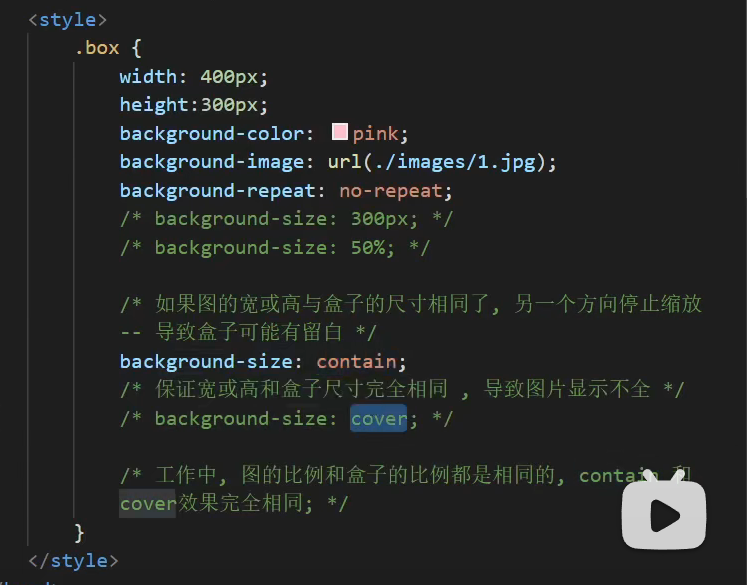 <style>
.box {
width: 400px;
height:300px;
background-color: pink;
background-image: url(./images/1.jpg);
background-repeat: no-repeat;
/* background-size: 300px; */
/* background-size: 50%; */
/* 如果图的宽或高与盒子的尺寸相同了, 另一个方向停止缩放
-- 导致盒子可能有留白 */
background-size: contain;
/* 保证宽或高和盒子尺寸完全相同 , 导致图片显示不全 */
/* background-size: cover; */
/* 工作中, 图的比例和盒子的比例都是相同的, contain 和
cover效果完全相同; */
}
</style>